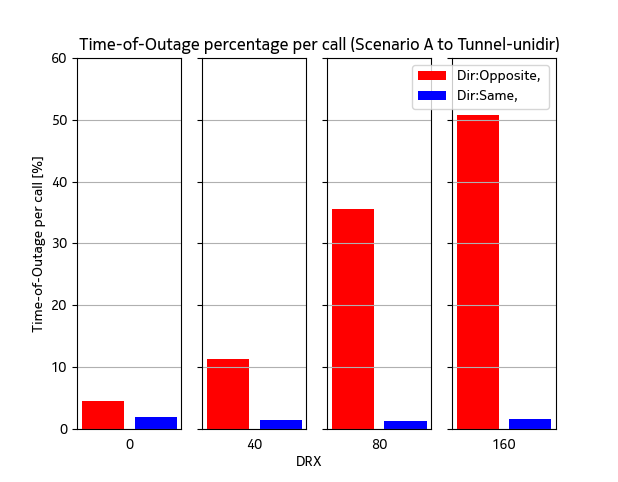 Time-of-Outage percentage per call (Scenario A to Tunnel-unidir)
Dir:Opposite,
Dir:Same,
Time-of-Outage per call [%]
60
50
40
30
20
10
0
0 40 80 160
DRX